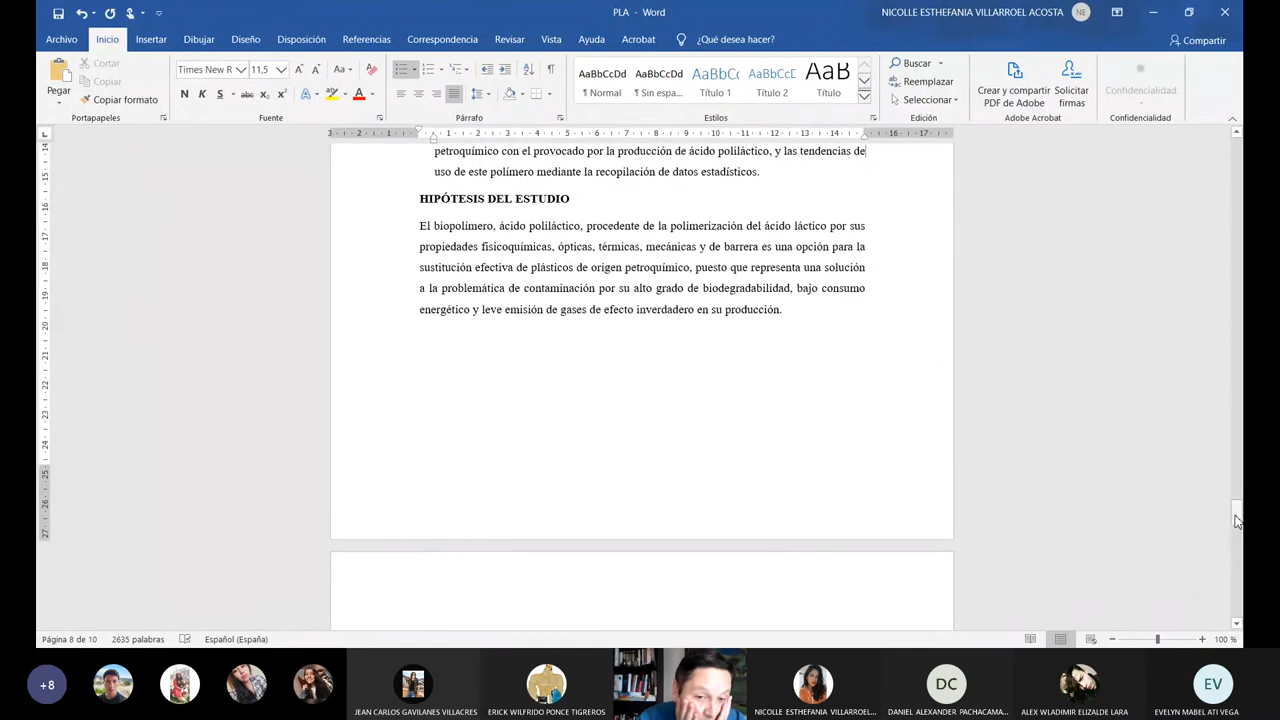 PLA - Word
NICOLLE ESTHEFANIA VILLARROEL ACOSTA
NE
Archivo
Inicio
Insertar
Dibujar
Diseño
Disposición
Referencias
Correspondencia
Revisar
Vista
Ayuda
Acrobat
¿Qué desea hacer?
Compartir
Pegar
Cortar
Copiar
Copiar formato
Portapapeles
Times New R
11,5
N K S abc x₂ x²
Fuente
Párrafo
AaBbCcDd AaBbCcDd AaBbCc AaBbCcD AaB
¶ Normal ¶ Sin espa... Título 1 Título 2 Título
Estilos
Buscar
Reemplazar
Seleccionar
Edición
Crear y compartir
PDF de Adobe
Solicitar
firmas
Adobe Acrobat
Confidencialidad
Confidencialidad
petroquímico con el provocado por la producción de ácido poliláctico, y las tendencias de
uso de este polímero mediante la recopilación de datos estadísticos.
HIPÓTESIS DEL ESTUDIO
El biopolímero, ácido poliláctico, procedente de la polimerización del ácido láctico por sus
propiedades fisicoquímicas, ópticas, térmicas, mecánicas y de barrera es una opción para la
sustitución efectiva de plásticos de origen petroquímico, puesto que representa una solución
a la problemática de contaminación por su alto grado de biodegradabilidad, bajo consumo
energético y leve emisión de gases de efecto inverdadero en su producción.
Página 8 de 10
2635 palabras
Español (España)
100 %
+8
JEAN CARLOS GAVILANES VILLACRES
ERICK WILFRIDO PONCE TIGREROS
NICOLLE ESTHEFANIA VILLARROEL...
DC
DANIEL ALEXANDER PACHACAMA...
ALEX WLADIMIR ELIZALDE LARA
EV
EVELYN MABEL ATI VEGA